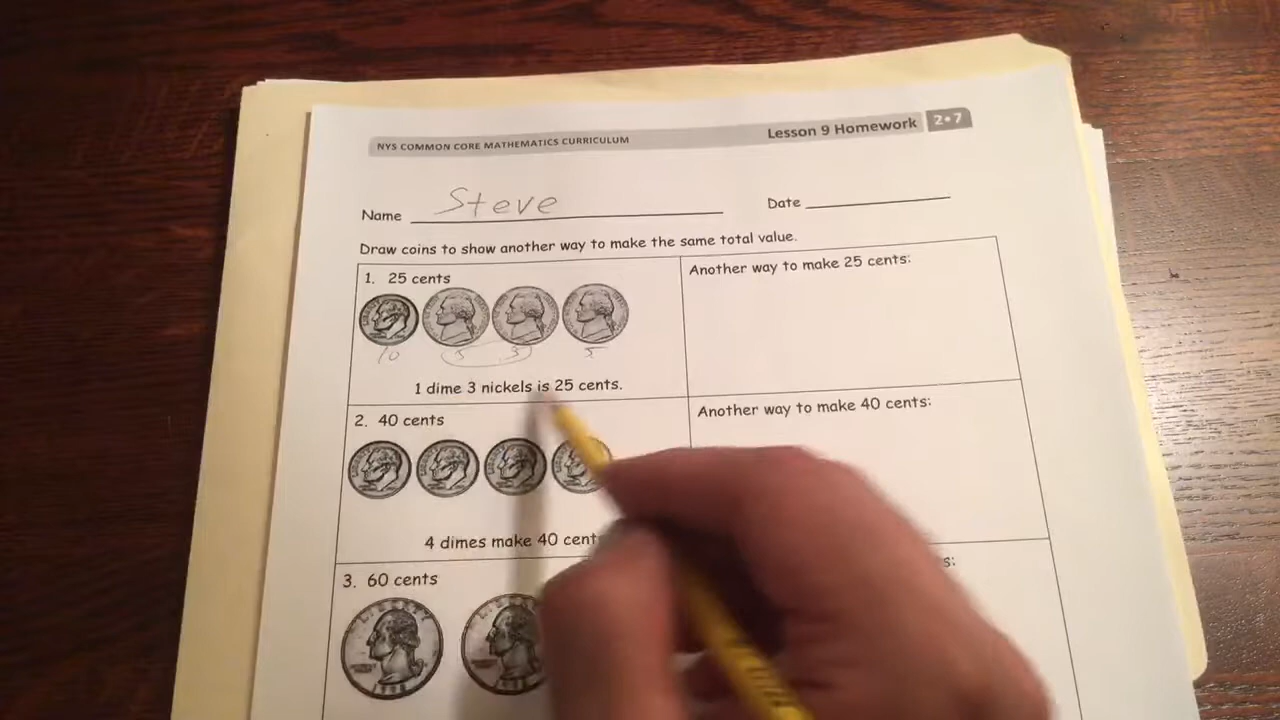 NYS COMMON CORE MATHEMATICS CURRICULUM Lesson 9 Homework 2•7
Name Steve Date
Draw coins to show another way to make the same total value.
1. 25 cents
Another way to make 25 cents:
10 5 5 5
1 dime 3 nickels is 25 cents.
2. 40 cents
Another way to make 40 cents:
4 dimes make 40
3. 60 cents
LIBERTY